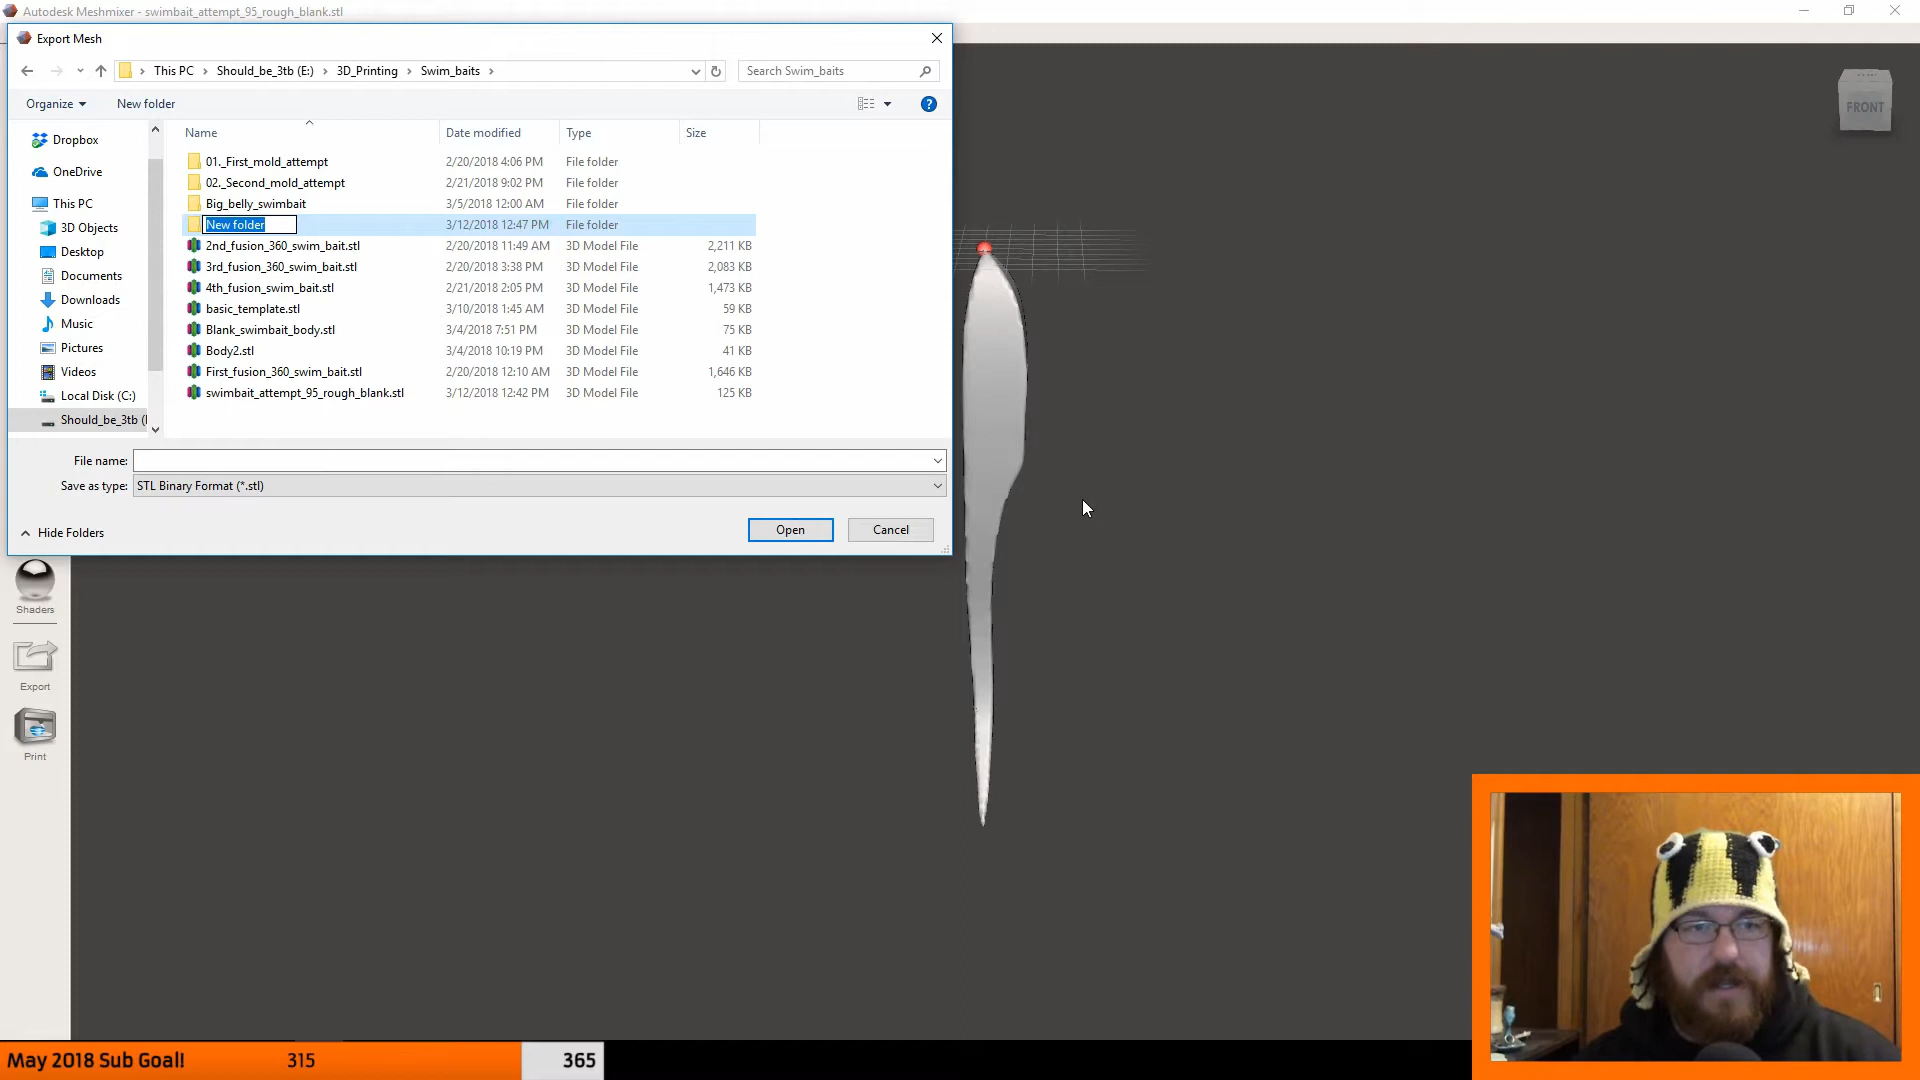 Autodesk Meshmixer - swimbait_attempt_95_rough_blank.stl
Export Mesh
This PC > Should_be_3tb (E:) > 3D_Printing > Swim_baits >
Search Swim_baits
Organize New folder
Name Date modified Type Size
Dropbox
OneDrive
This PC
3D Objects
Desktop
Documents
Downloads
Music
Pictures
Videos
Local Disk (C:)
Should_be_3tb (
01._First_mold_attempt 2/20/2018 4:06 PM File folder
02._Second_mold_attempt 2/21/2018 9:02 PM File folder
Big_belly_swimbait 3/5/2018 12:00 AM File folder
New folder 3/12/2018 12:47 PM File folder
2nd_fusion_360_swim_bait.stl 2/20/2018 11:49 AM 3D Model File 2,211 KB
3rd_fusion_360_swim_bait.stl 2/20/2018 3:38 PM 3D Model File 2,083 KB
4th_fusion_swim_bait.stl 2/21/2018 2:05 PM 3D Model File 1,473 KB
basic_template.stl 3/10/2018 1:45 AM 3D Model File 59 KB
Blank_swimbait_body.stl 3/4/2018 7:51 PM 3D Model File 75 KB
Body2.stl 3/4/2018 10:19 PM 3D Model File 41 KB
First_fusion_360_swim_bait.stl 2/20/2018 12:10 AM 3D Model File 1,646 KB
swimbait_attempt_95_rough_blank.stl 3/12/2018 12:42 PM 3D Model File 125 KB
File name:
Save as type: STL Binary Format (*.stl)
Hide Folders
Open Cancel
FRONT
Shaders
Export
Print
May 2018 Sub Goal! 315 365